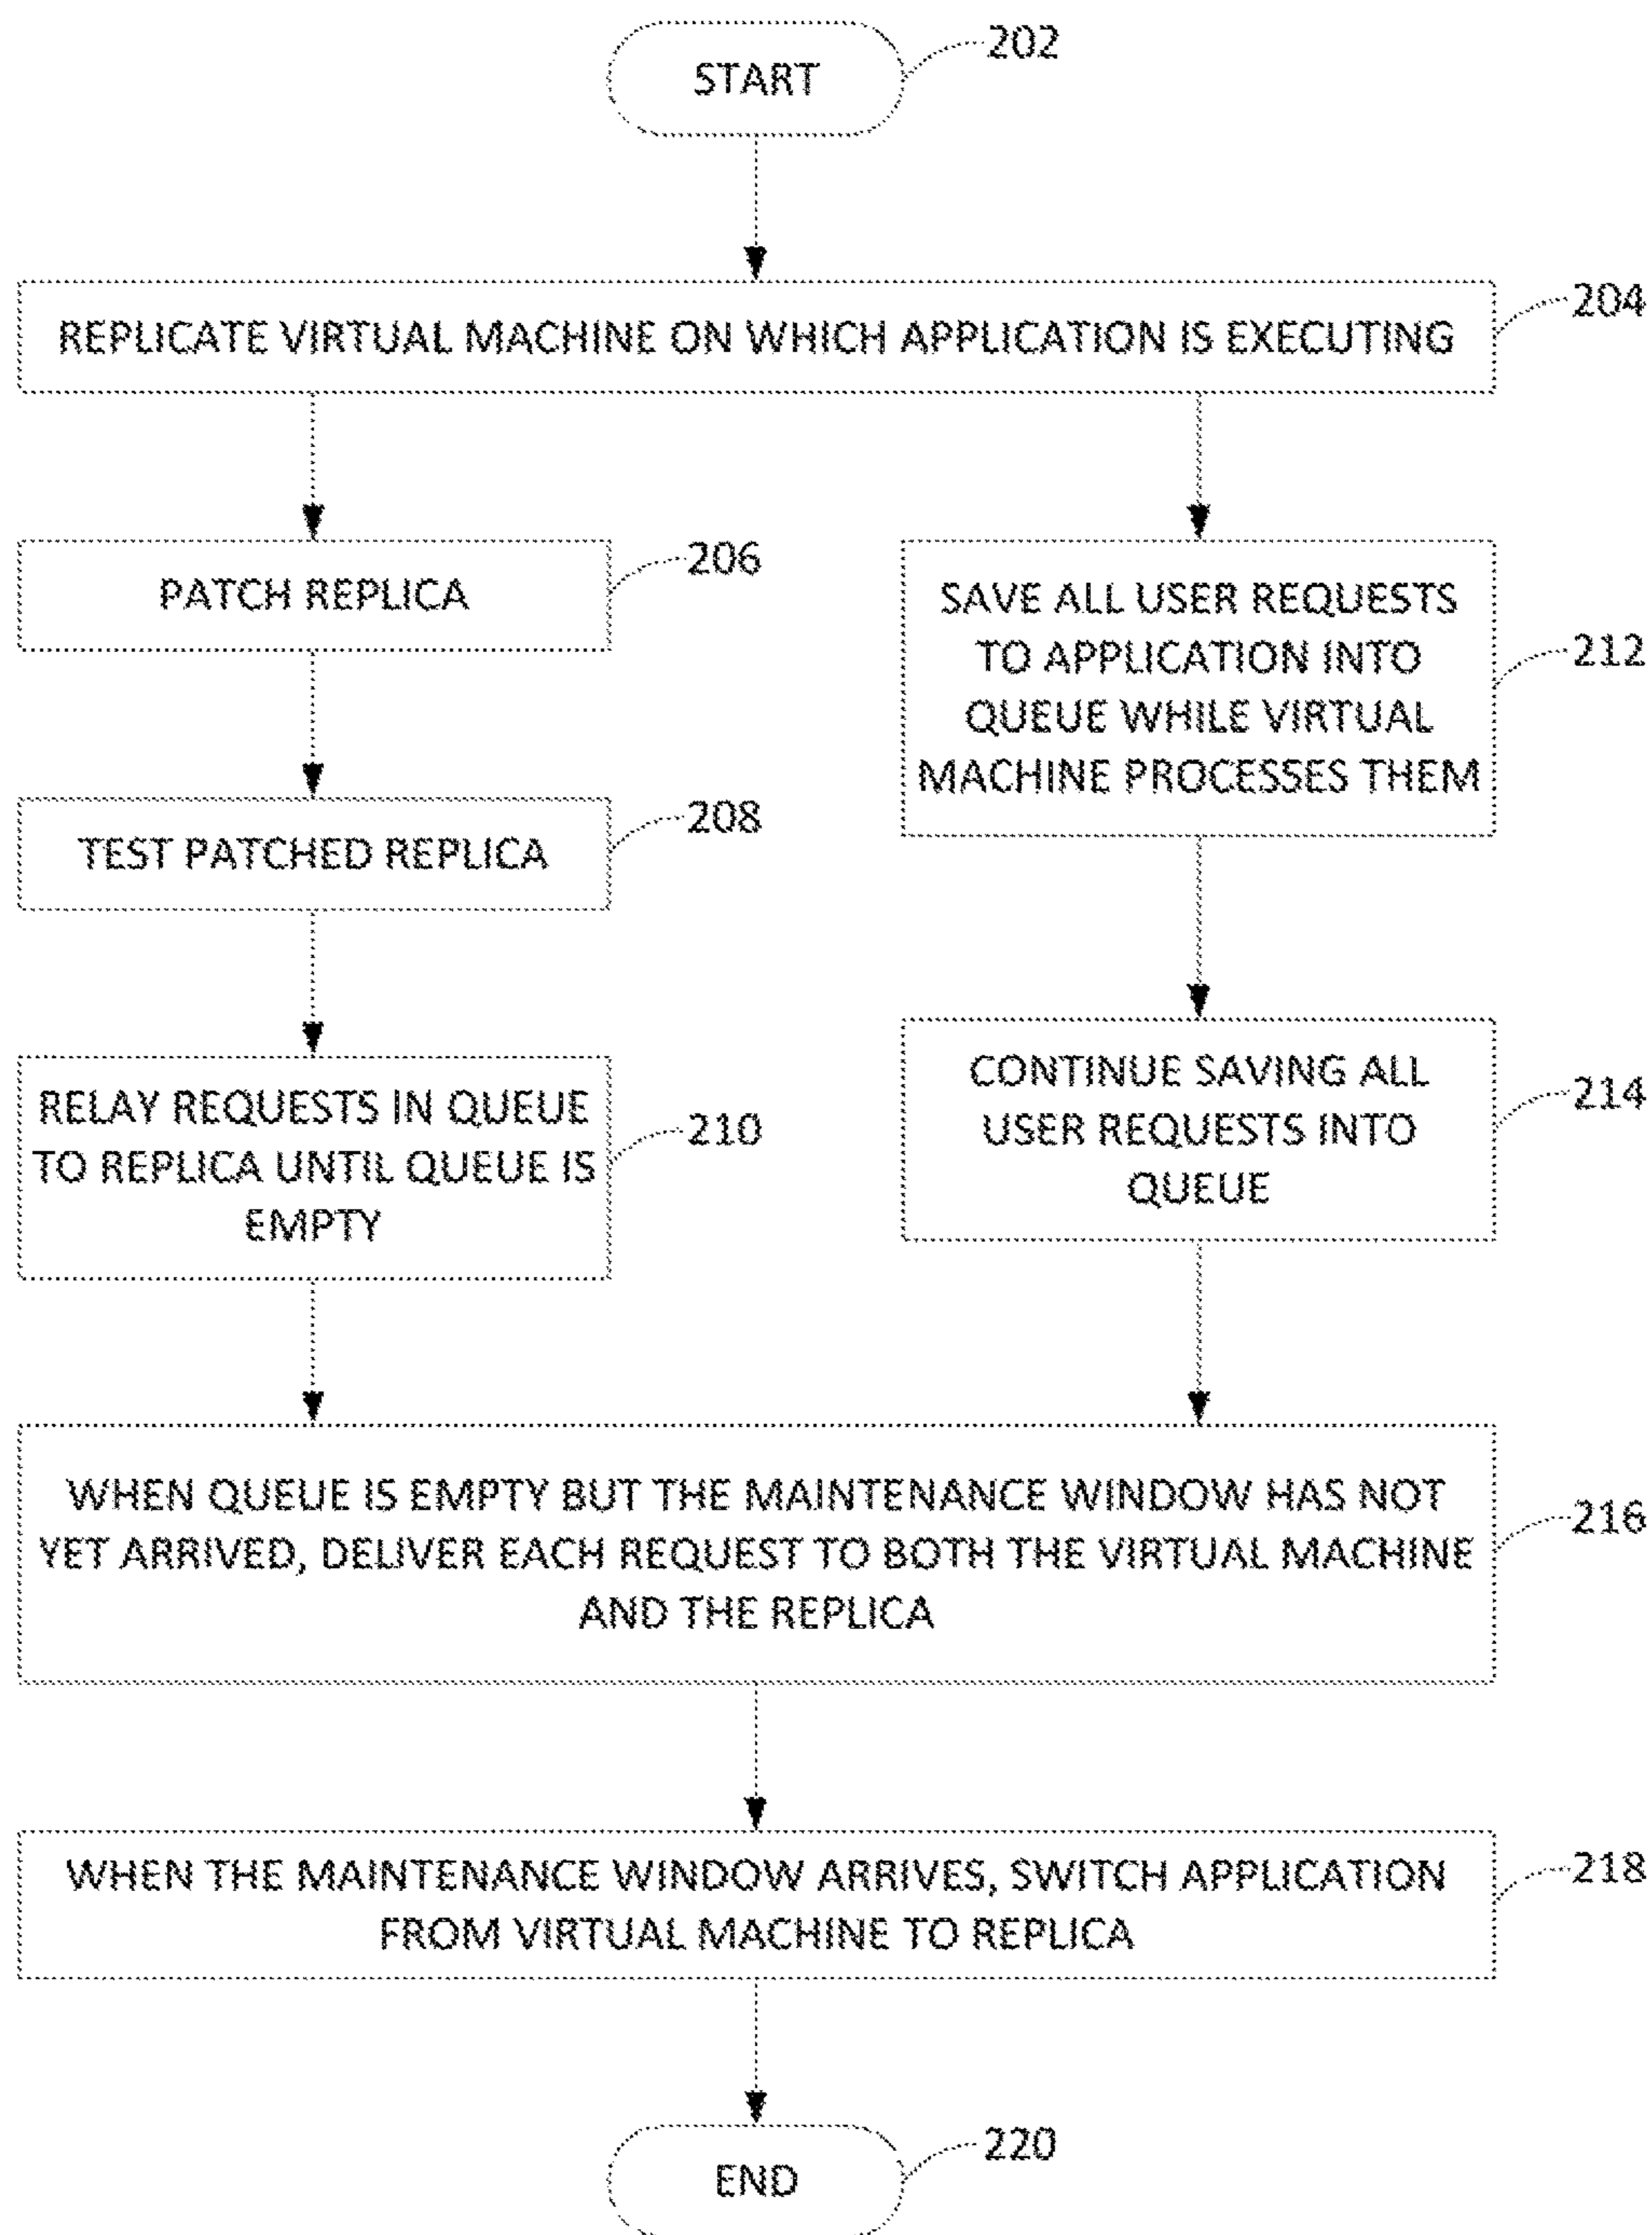 START
202
REPLICATE VIRTUAL MACHINE ON WHICH APPLICATION IS EXECUTING
204
PATCH REPLICA
206
TEST PATCHED REPLICA
208
RELAY REQUESTS IN QUEUE
TO REPLICA UNTIL QUEUE IS
EMPTY
210
SAVE ALL USER REQUESTS
TO APPLICATION INTO
QUEUE WHILE VIRTUAL
MACHINE PROCESSES THEM
212
CONTINUE SAVING ALL
USER REQUESTS INTO
QUEUE
214
WHEN QUEUE IS EMPTY BUT THE MAINTENANCE WINDOW HAS NOT
YET ARRIVED, DELIVER EACH REQUEST TO BOTH THE VIRTUAL MACHINE
AND THE REPLICA
216
WHEN THE MAINTENANCE WINDOW ARRIVES, SWITCH APPLICATION
FROM VIRTUAL MACHINE TO REPLICA
218
END
220